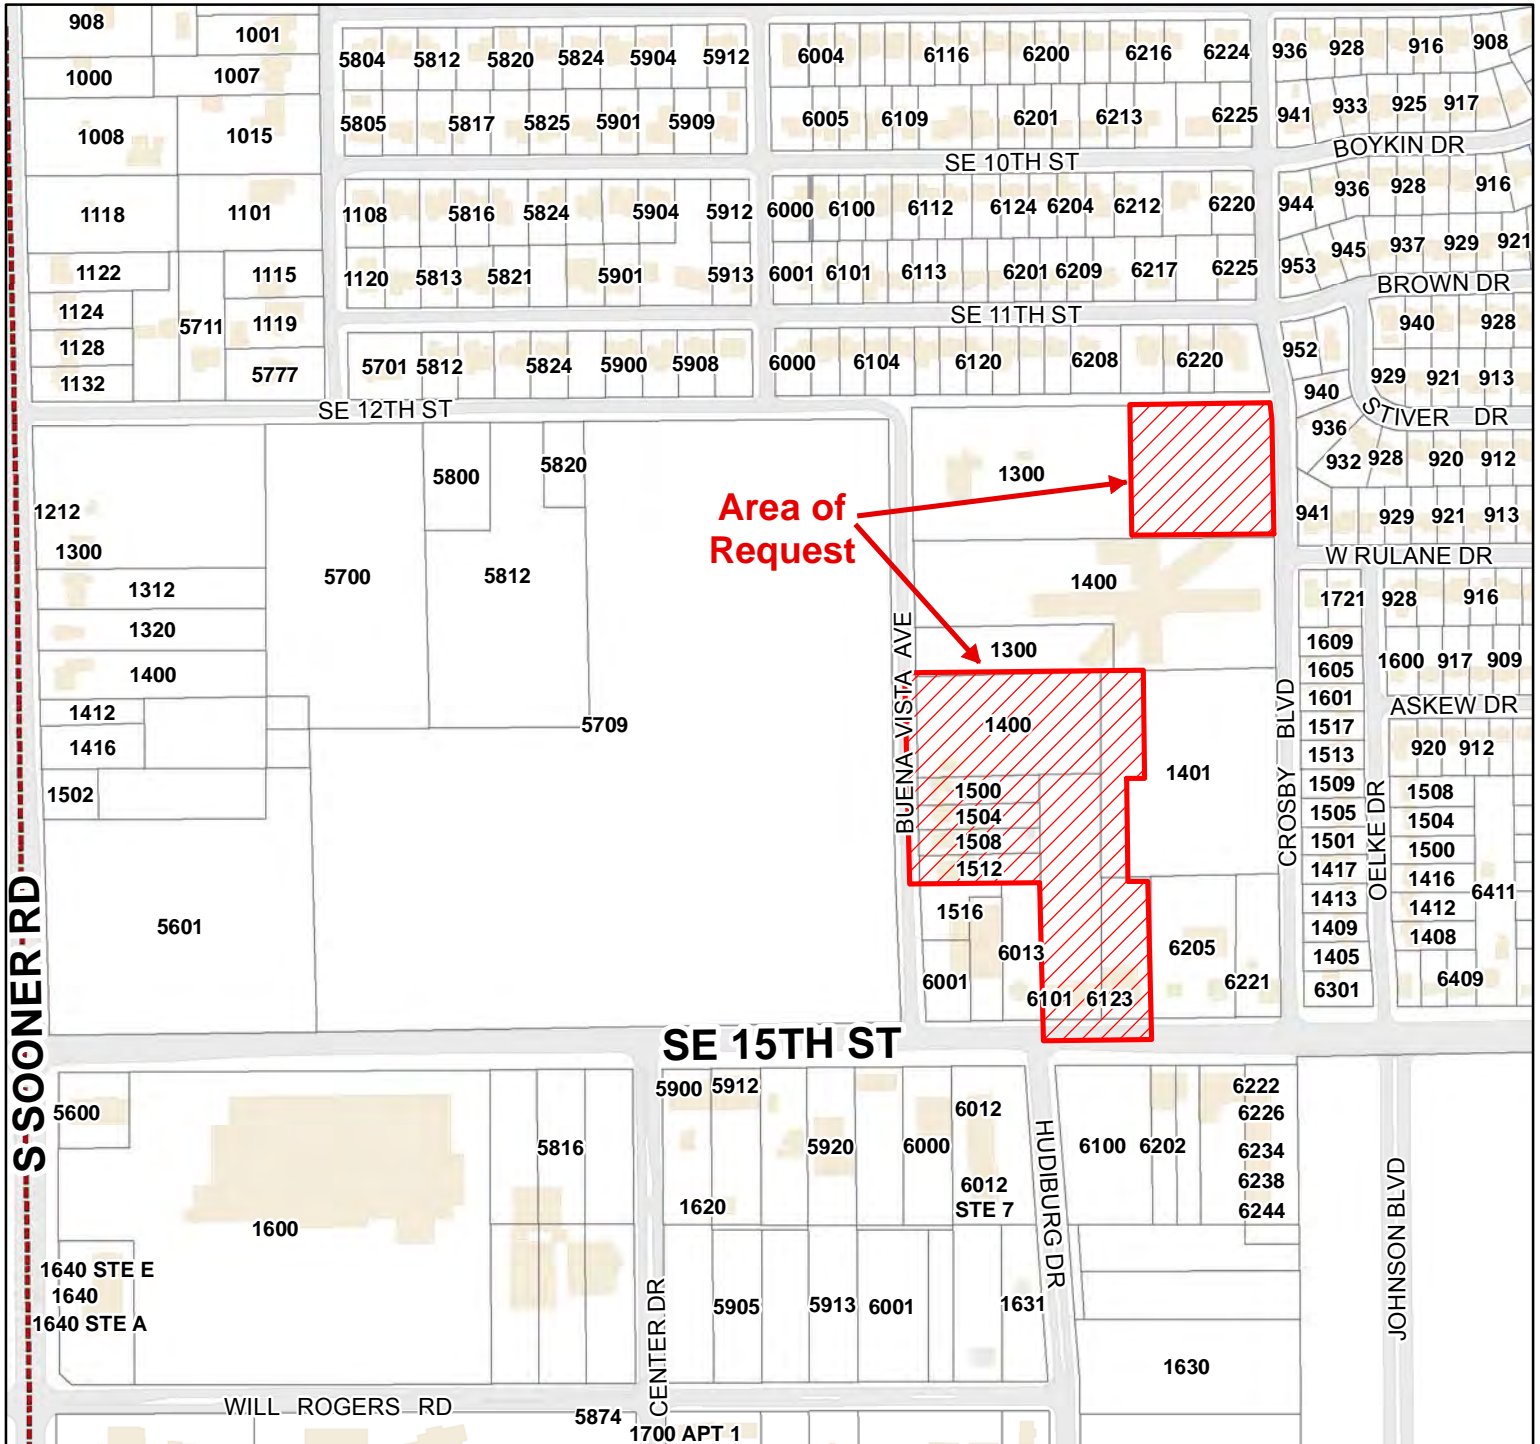 908
1001
1000
1007
1008
1015
1118
1101
1122
1115
1124
5711
1119
1128
1132
5777
5804 5812 5820 5824 5904 5912
5805 5817 5825 5901 5909
1108 5816 5824 5904 5912
1120 5813 5821 5901 5913
5701 5812 5824 5900 5908
6004 6116 6200 6216 6224
6005 6109 6201 6213 6225
SE 10TH ST
6000 6100 6112 6124 6204 6212 6220
6001 6101 6113 6201 6209 6217 6225
SE 11TH ST
6000 6104 6120 6208 6220
SE 12TH ST
936 928 916 908
941 933 925 917
BOYKIN DR
944 936 928 916
953 945 937 929 921
BROWN DR
952 940 928
940 929 921 913
STIVER DR
936
932 928 920 912
941 929 921 913
W RULANE DR
1721 928 916
1609
1605 1600 917 909
1601
ASKEW DR
1517
1513 920 912
1509 1508
1505 1504
1501 1500
1417 1416
1413 1412 6411
1409 1408
1405
6301 6409
CROSBY BLVD
OELKE DR
1212
1300
1312
1320
1400
1412
1416
1502
5601
5700
5800
5820
5812
5709
Area of
Request
1300
1400
1300
BUENA VISTA AVE
1400
1401
1500
1504
1508
1512
1516
6001
6013
6101 6123
6205
6221
S SOONER RD
SE 15TH ST
5600
1600
1640 STE E
1640
1640 STE A
5816
5900 5912
5920
6000
6012
6012
STE 7
1620
5905 5913 6001 1631
CENTER DR
HUDIBURG DR
6100 6202
6222
6226
6234
6238
6244
1630
JOHNSON BLVD
WILL ROGERS RD
5874
1700 APT 1